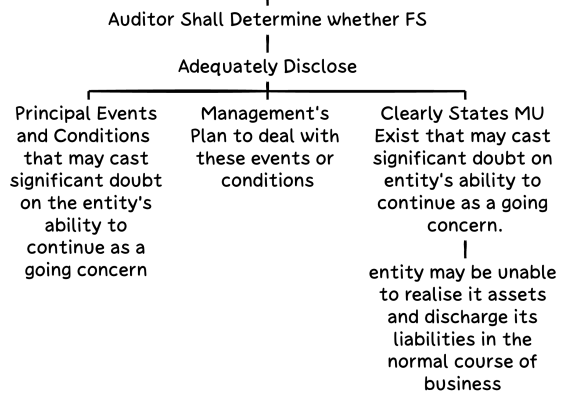 Auditor Shall Determine whether FS
Adequately Disclose
Principal Events
and Conditions
that may cast
significant doubt
on the entity's
ability to
continue as a
going concern
Management's
Plan to deal with
these events or
conditions
Clearly States MU
Exist that may cast
significant doubt on
entity's ability to
continue as a going
concern.
entity may be unable
to realise it assets
and discharge its
liabilities in the
normal course of
business